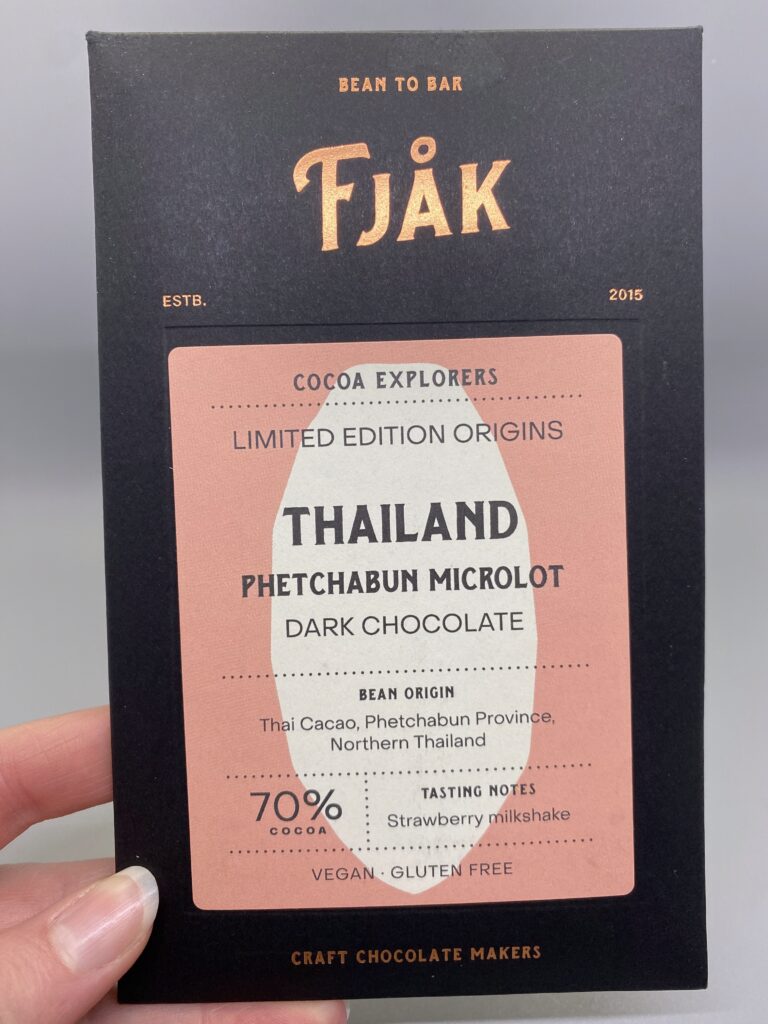 BEAN TO BAR
FJÅK
ESTB. 2015
COCOA EXPLORERS
LIMITED EDITION ORIGINS
THAILAND
PHETCHABUN MICROLOT
DARK CHOCOLATE
BEAN ORIGIN
Thai Cacao, Phetchabun Province,
Northern Thailand
70%
COCOA
TASTING NOTES
Strawberry milkshake
VEGAN · GLUTEN FREE
CRAFT CHOCOLATE MAKERS